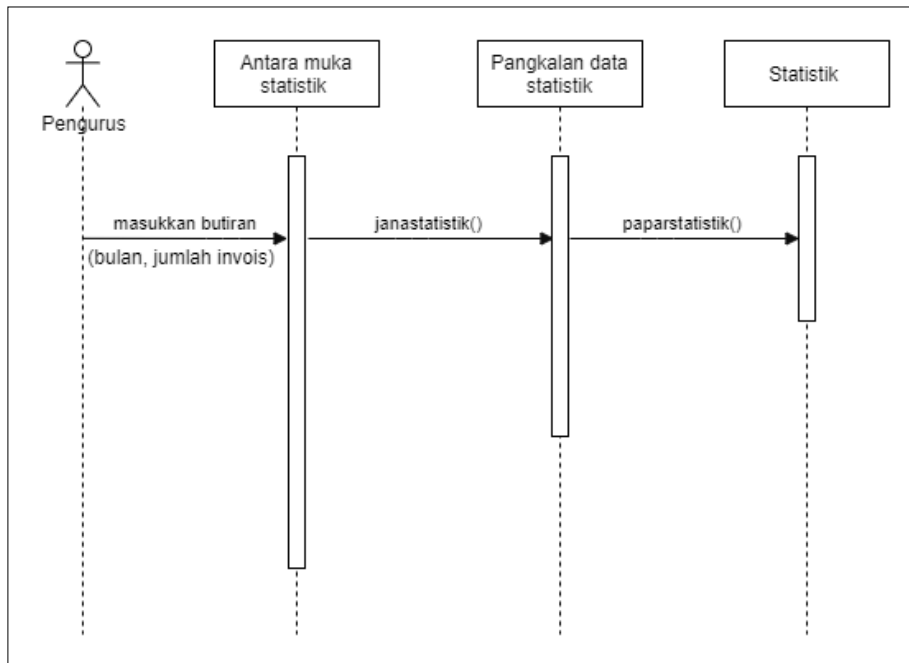 Antara muka
statistik
Pangkalan data
statistik
Statistik
Pengurus
masukkan butiran
(bulan, jumlah invois)
janastatistik()
paparstatistik()